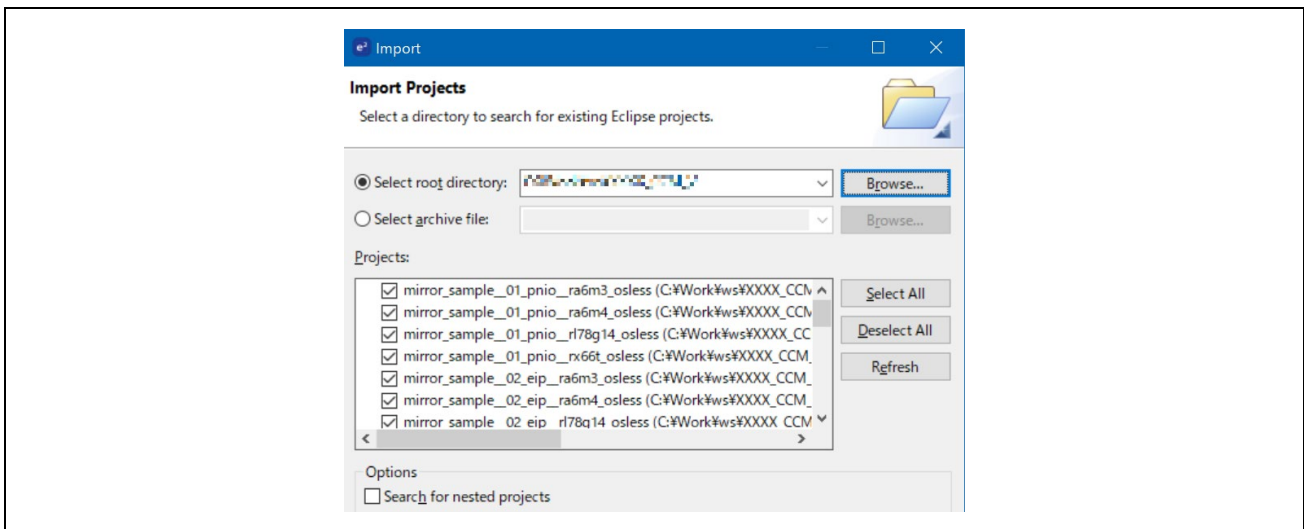 e² Import
Import Projects
Select a directory to search for existing Eclipse projects.
Select root directory:
Browse...
Select archive file:
Browse...
Projects:
mirror_sample__01_pnio__ra6m3_osless (C:¥Work¥ws¥XXXX_CCM
mirror_sample__01_pnio__ra6m4_osless (C:¥Work¥ws¥XXXX_CCM
mirror_sample__01_pnio__rl78g14_osless (C:¥Work¥ws¥XXXX_CC
mirror_sample__01_pnio__rx66t_osless (C:¥Work¥ws¥XXXX_CCM_
mirror_sample__02_eip__ra6m3_osless (C:¥Work¥ws¥XXXX_CCM_
mirror_sample__02_eip__ra6m4_osless (C:¥Work¥ws¥XXXX_CCM_
mirror_sample__02_eip__rl78g14_osless (C:¥Work¥ws¥XXXX_CCM
Select All
Deselect All
Refresh
Options
Search for nested projects